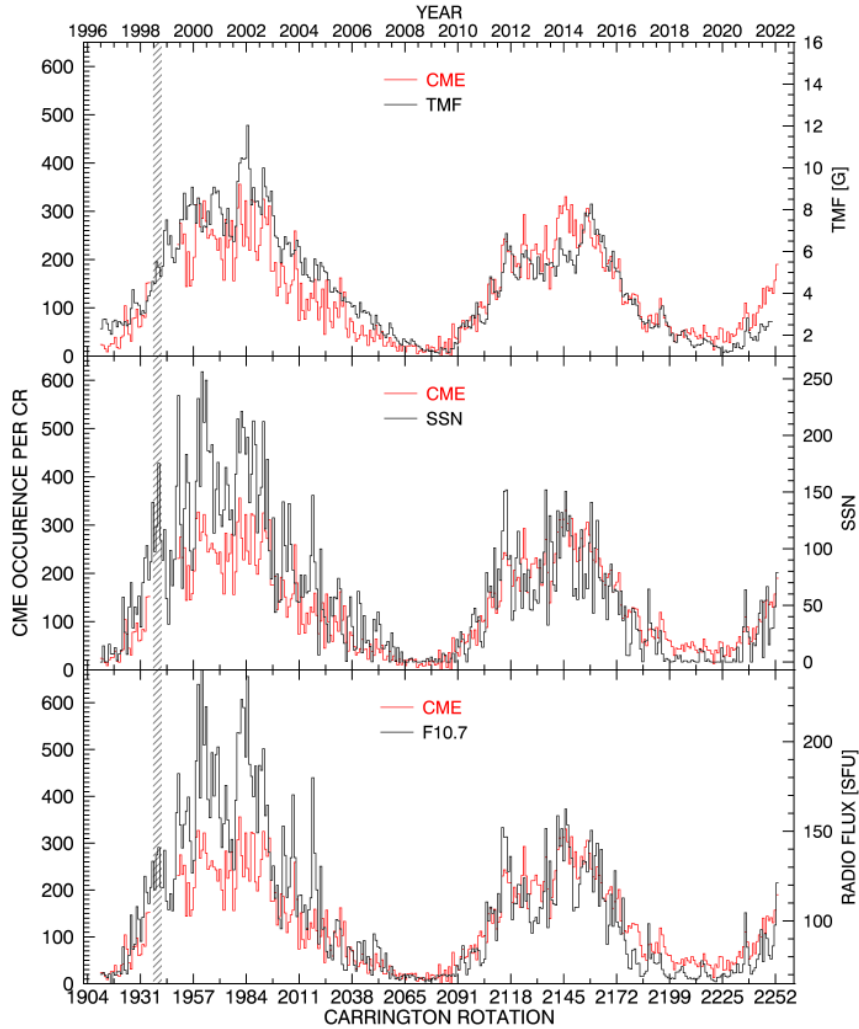 YEAR
1996 1998 2000 2002 2004 2006 2008 2010 2012 2014 2016 2018 2020 2022
600
500
400
300
200
100
0
CME
TMF
16
14
12
10
8
6
4
2
TMF [G]
CME OCCURENCE PER CR
600
500
400
300
200
100
0
CME
SSN
250
200
150
100
50
0
SSN
600
500
400
300
200
100
0
CME
F10.7
200
150
100
RADIO FLUX [SFU]
1904 1931 1957 1984 2011 2038 2065 2091 2118 2145 2172 2199 2225 2252
CARRINGTON ROTATION